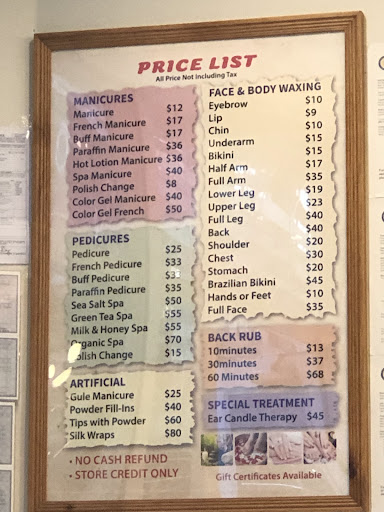 PRICE LIST
All Price Not Including Tax
MANICURES
Manicure $12
French Manicure $17
Buff Manicure $17
Paraffin Manicure $36
Hot Lotion Manicure $36
Spa Manicure $40
Polish Change $8
Color Gel Manicure $40
Color Gel French $50
PEDICURES
Pedicure $25
French Pedicure $33
Buff Pedicure $33
Paraffin Pedicure $35
Sea Salt Spa $50
Green Tea Spa $55
Milk & Honey Spa $55
Organic Spa $70
Polish Change $15
ARTIFICIAL
Gule Manicure $25
Powder Fill-Ins $40
Tips with Powder $60
Silk Wraps $80
• NO CASH REFUND
• STORE CREDIT ONLY
FACE & BODY WAXING
Eyebrow $10
Lip $9
Chin $10
Underarm $15
Bikini $15
Half Arm $17
Full Arm $35
Lower Leg $19
Upper Leg $23
Full Leg $40
Back $40
Shoulder $20
Chest $30
Stomach $20
Brazilian Bikini $45
Hands or Feet $10
Full Face $35
BACK RUB
10minutes $13
30minutes $37
60 Minutes $68
SPECIAL TREATMENT
Ear Candle Therapy $45
Gift Certificates Available